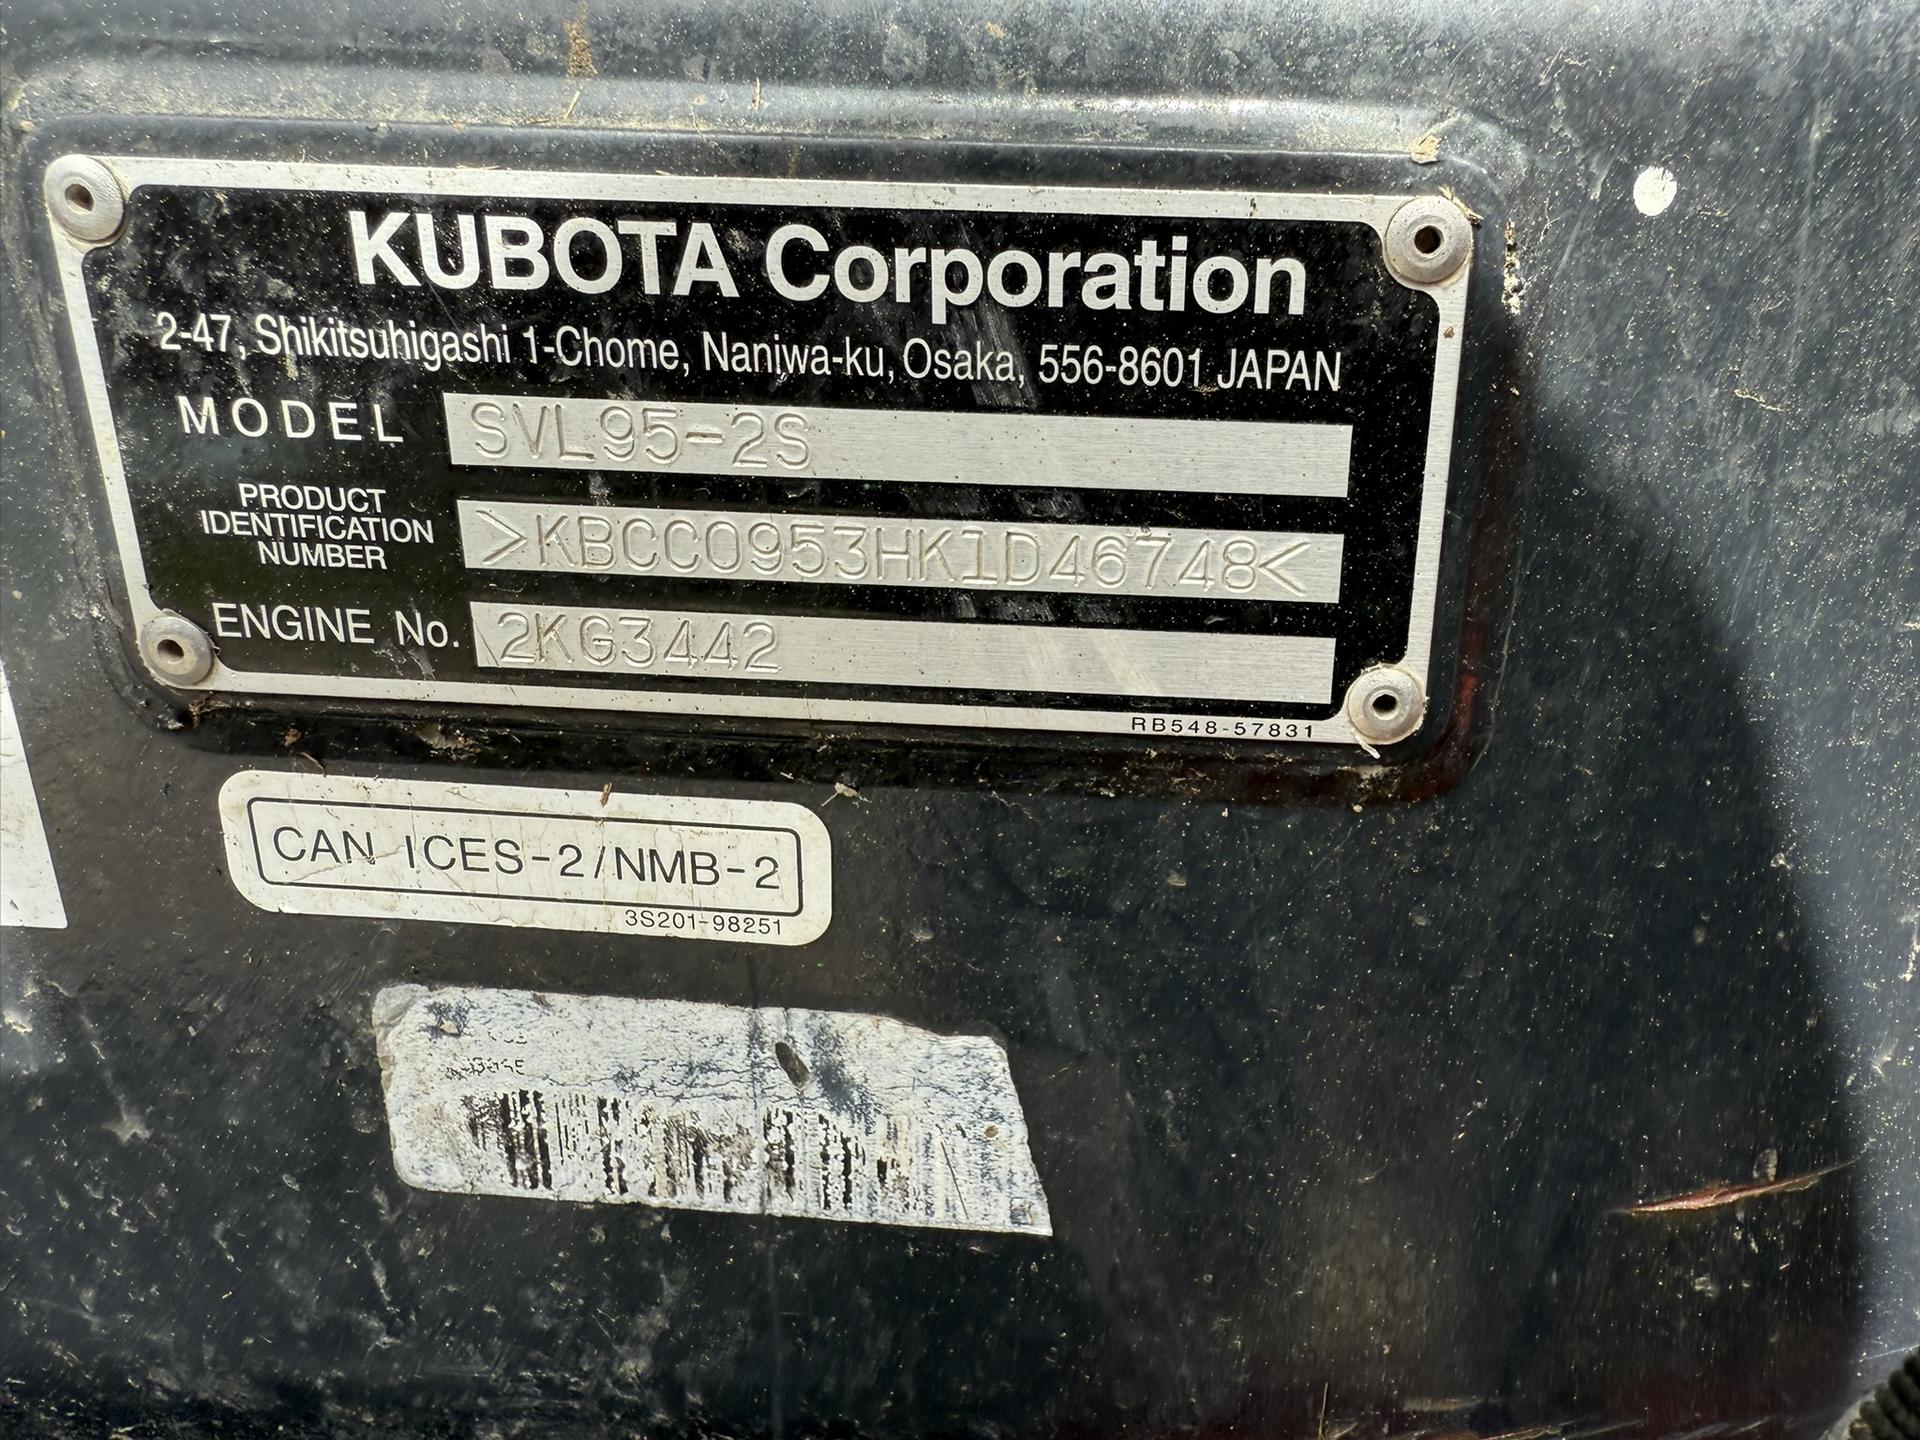 KUBOTA Corporation
2-47, Shikitsuhigashi 1-Chome, Naniwa-ku, Osaka, 556-8601 JAPAN
MODEL SVL95-2S
PRODUCT
IDENTIFICATION
NUMBER
>KBCC0953HK1D46748<
ENGINE No. 2KG3442
RB548-57831
CAN ICES-2/NMB-2
3S201-98251